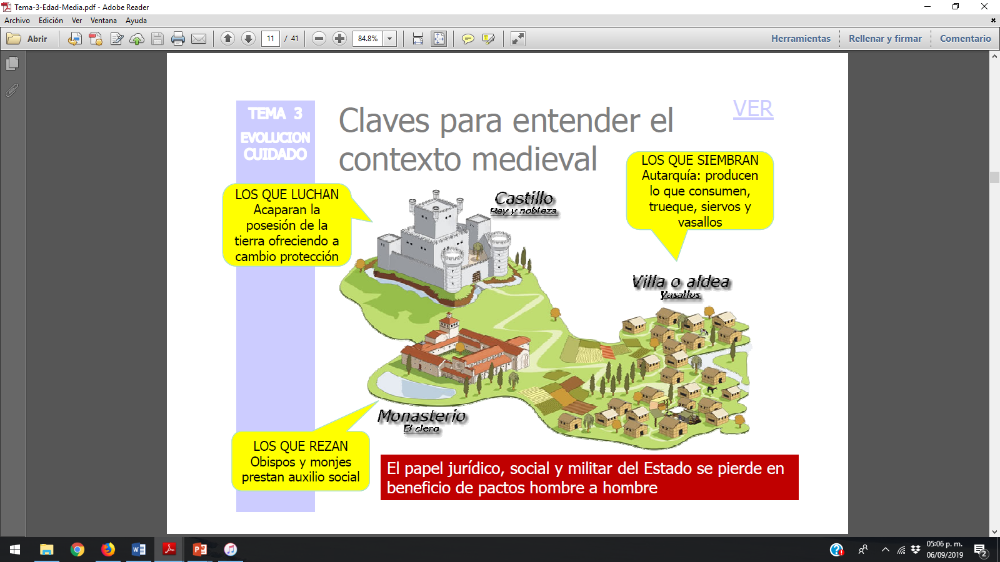 Tema-3-Edad-Media.pdf - Adobe Reader
Archivo Edición Ver Ventana Ayuda
Abrir
11 / 41
84.8%
Herramientas
Rellenar y firmar
Comentario
TEMA 3
EVOLUCION
CUIDADO
Claves para entender el
contexto medieval
VER
LOS QUE SIEMBRAN
Autarquía: producen
lo que consumen,
trueque, siervos y
vasallos
LOS QUE LUCHAN
Acaparan la
posesión de la
tierra ofreciendo a
cambio protección
Castillo
Rey y nobleza
Villa o aldea
Vasallos
Monasterio
El clero
LOS QUE REZAN
Obispos y monjes
prestan auxilio social
El papel jurídico, social y militar del Estado se pierde en
beneficio de pactos hombre a hombre
05:06 p. m.
06/09/2019
2